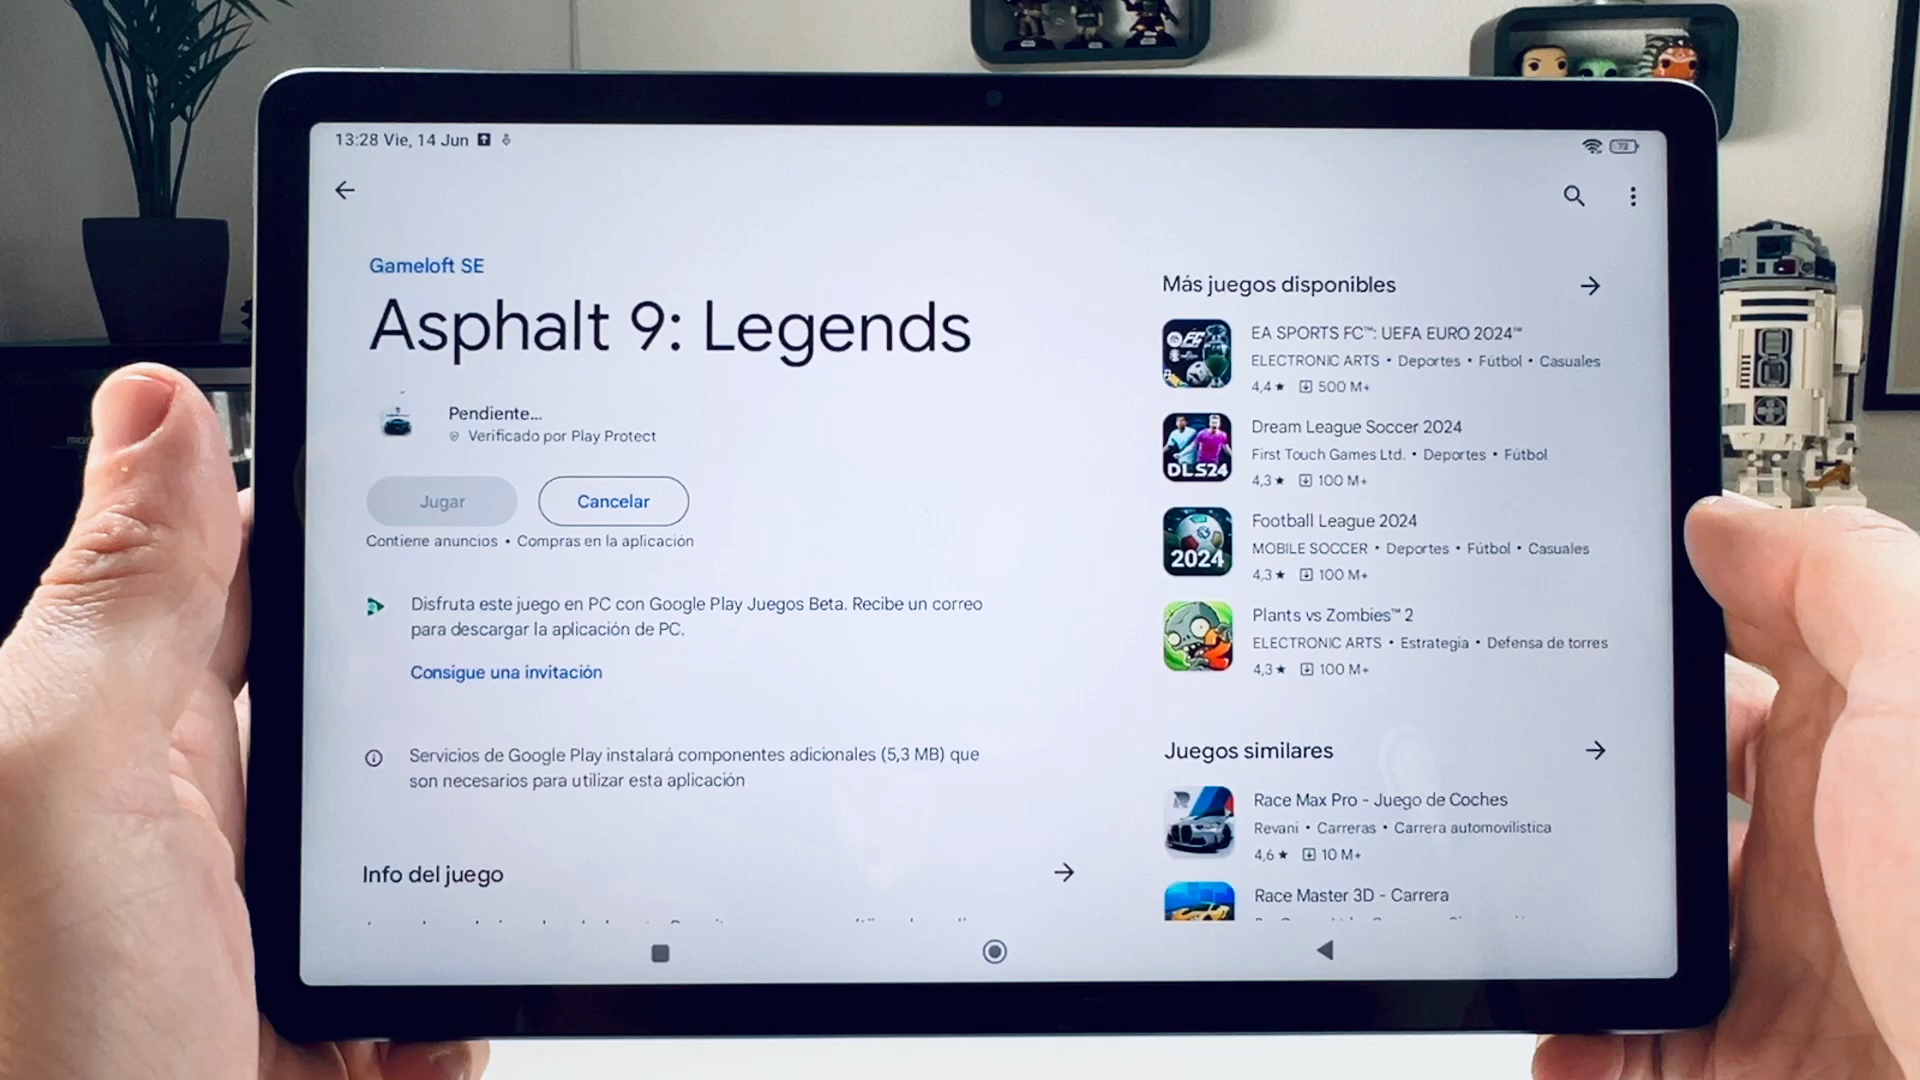 13:28 Vie, 14 Jun
72
Gameloft SE
Asphalt 9: Legends
Pendiente...
Verificado por Play Protect
Jugar
Cancelar
Contiene anuncios • Compras en la aplicación
Disfruta este juego en PC con Google Play Juegos Beta. Recibe un correo
para descargar la aplicación de PC.
Consigue una invitación
Servicios de Google Play instalará componentes adicionales (5,3 MB) que
son necesarios para utilizar esta aplicación
Info del juego
Más juegos disponibles
EA SPORTS FC™: UEFA EURO 2024™
ELECTRONIC ARTS • Deportes • Fútbol • Casuales
4,4★ 500 M+
DLS24
Dream League Soccer 2024
First Touch Games Ltd. • Deportes • Fútbol
4,3★ 100 M+
2024
Football League 2024
MOBILE SOCCER • Deportes • Fútbol • Casuales
4,3★ 100 M+
Plants vs Zombies™ 2
ELECTRONIC ARTS • Estrategia • Defensa de torres
4,3★ 100 M+
Juegos similares
Race Max Pro - Juego de Coches
Revani • Carreras • Carrera automovilística
4,6★ 10 M+
Race Master 3D - Carrera